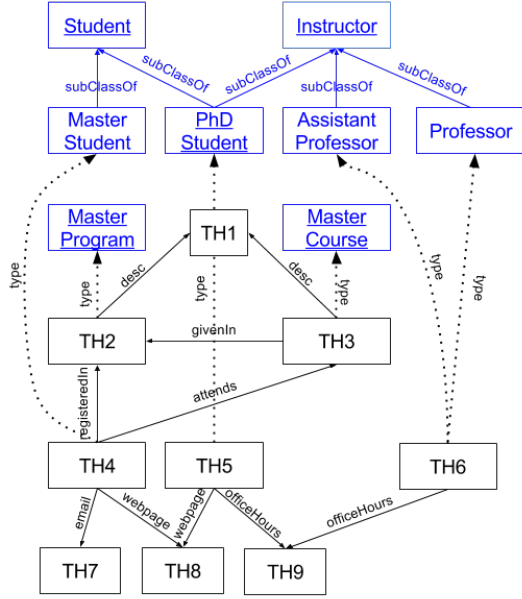 Student
Instructor
subClassOf
subClassOf
subClassOf
subClassOf
subClassOf
Master
Student
PhD
Student
Assistant
Professor
Professor
Master
Program
TH1
Master
Course
type
type
desc
type
desc
type
type
type
TH2
givenIn
TH3
registeredIn
attends
TH4
TH5
TH6
email
webpage
webpage
officeHours
officeHours
TH7
TH8
TH9